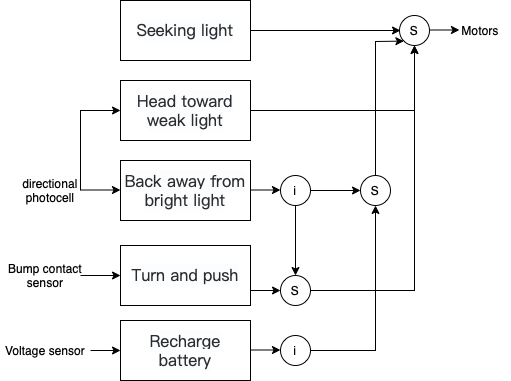 Seeking light
S
Motors
Head toward
weak light
directional
photocell
Back away from
bright light
i
S
Bump contact
sensor
Turn and push
S
Voltage sensor
Recharge
battery
i